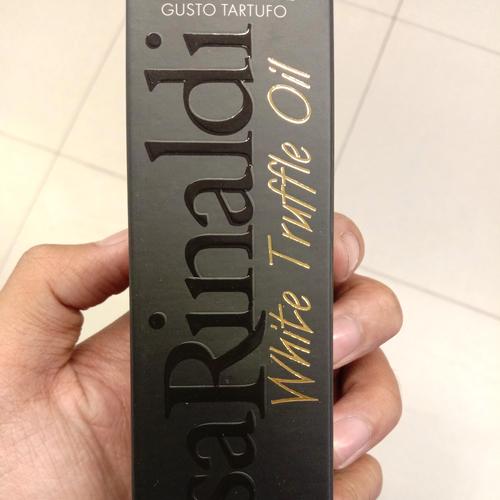 GUSTO TARTUFO
saRinaldi
White Truffle Oil